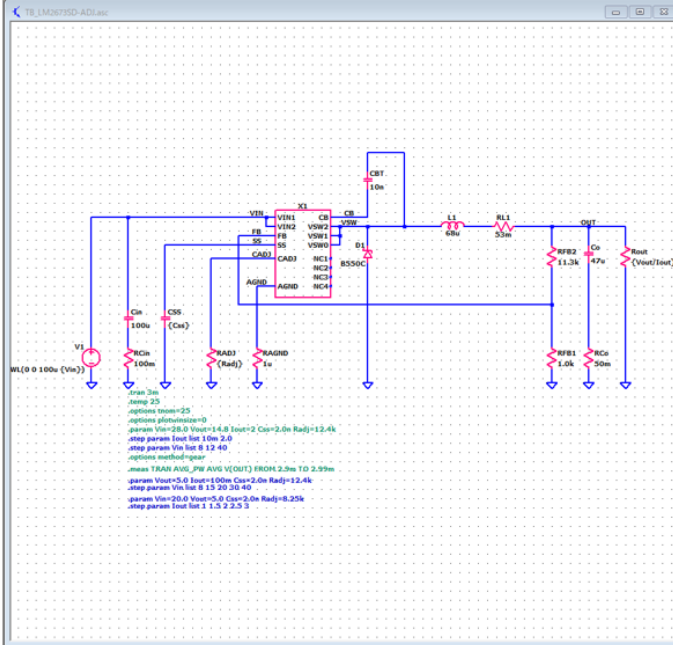 TB_LM2673SD-ADJ.asc
CBT
10n
X1
VIN
VIN1
CB
CB
VIN2
VSW2
VSW
FB
FB
VSW1
SS
SS
VSW0
CADJ
CADJ
NC1
NC2
NC3
AGND
AGND
NC4
D1
B550C
L1
68u
RL1
53m
OUT
RFB2
11.3k
Co
47u
Rout
{Vout/Iout}
Cin
100u
CSS
{Css}
V1
WL(0 0 100u {Vin})
RCin
100m
RADJ
{Radj}
RAGND
1u
RFB1
1.0k
RCo
50m
.tran 3m
.temp 25
.options tnom=25
.options plotwinsize=0
.param Vin=28.0 Vout=14.8 Iout=2 Css=2.0n Radj=12.4k
.step param Iout list 10m 2.0
.step param Vin list 8 12 40
.options method=gear
.meas TRAN AVG_PW AVG V(OUT) FROM 2.9m TO 2.99m
.param Vout=5.0 Iout=100m Css=2.0n Radj=12.4k
.step param Vin list 8 15 20 30 40
.param Vin=20.0 Vout=5.0 Css=2.0n Radj=8.25k
.step param Iout list 1 1.5 2 2.5 3